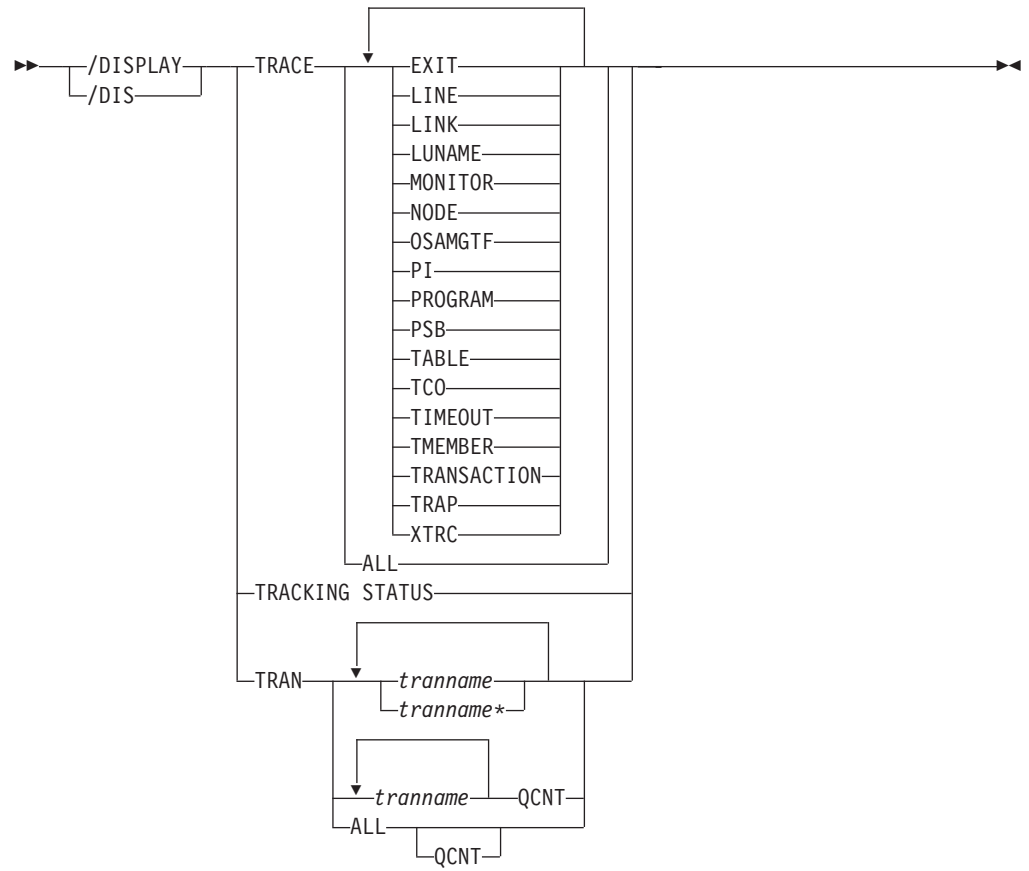 /DISPLAY TRACE EXIT
/DIS LINE
LINK
LUNAME
MONITOR
NODE
OSAMGTF
PI
PROGRAM
PSB
TABLE
TCO
TIMEOUT
TMEMBER
TRANSACTION
TRAP
XTRC
ALL
TRACKING STATUS
TRAN tranname
tranname*
tranname QCNT
ALL
QCNT